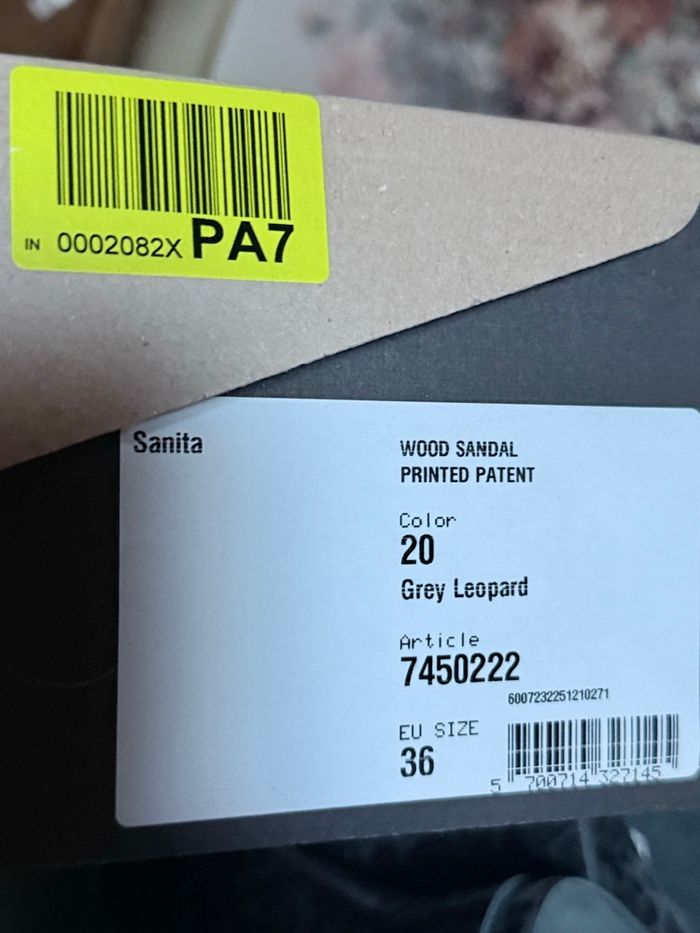 IN 0002082X PA7
Sanita
WOOD SANDAL
PRINTED PATENT
Color
20
Grey Leopard
Article
7450222
6007232251210271
EU SIZE
36
5 700714 327145